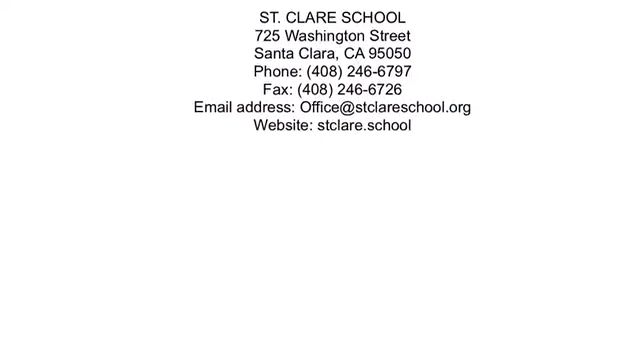 ST. CLARE SCHOOL
725 Washington Street
Santa Clara, CA 95050
Phone: (408) 246-6797
Fax: (408) 246-6726
Email address: Office@stclareschool.org
Website: stclare.school